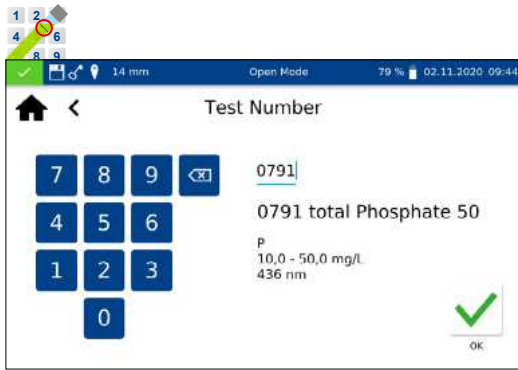 1 2
4 6
8 9
14 mm Open Mode 79 % 02.11.2020 09:44
Test Number
7 8 9
4 5 6
1 2 3
0
0791
0791 total Phosphate 50
P
10,0 - 50,0 mg/L
436 nm
OK